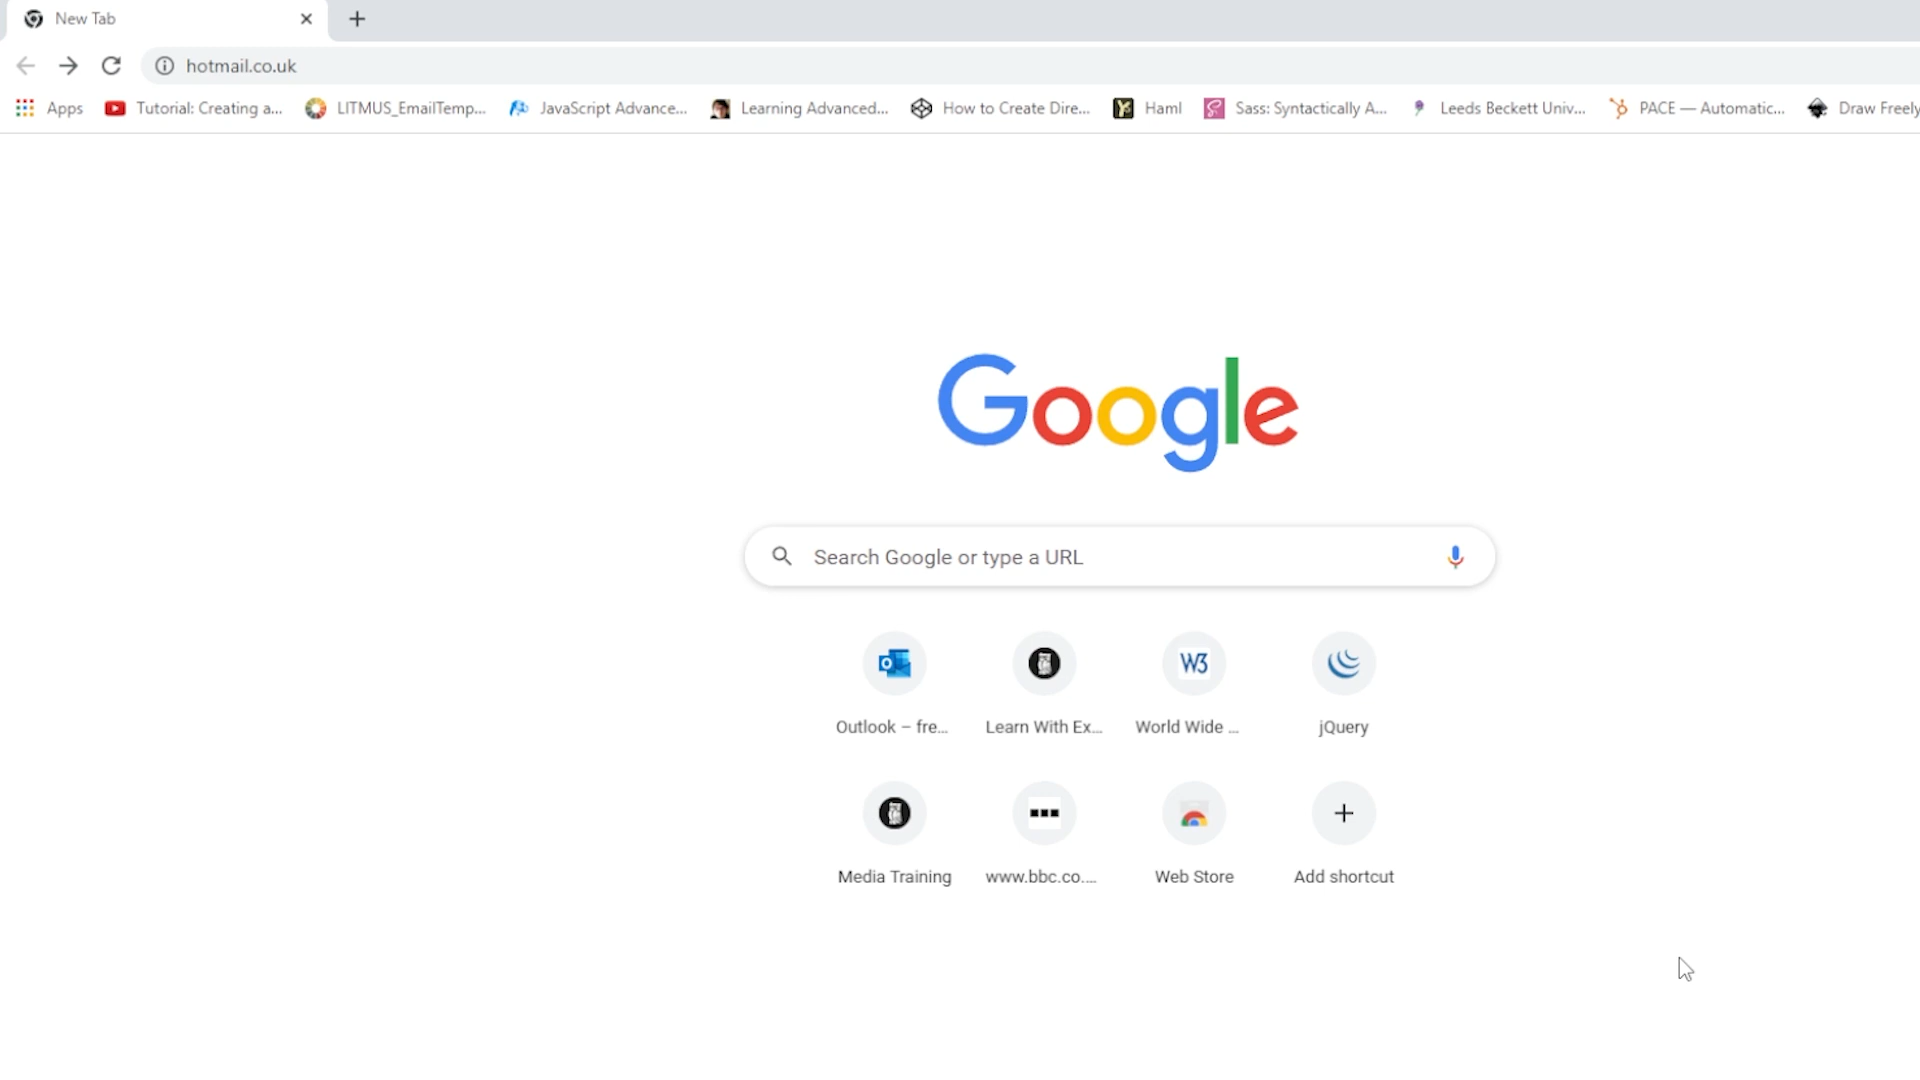 New Tab
hotmail.co.uk
Apps Tutorial: Creating a... LITMUS_EmailTemp... JavaScript Advance... Learning Advanced... How to Create Dire... Haml Sass: Syntactically A... Leeds Beckett Univ... PACE — Automatic... Draw Freely
Google
Search Google or type a URL
Outlook – fre... Learn With Ex... World Wide ... jQuery
Media Training www.bbc.co.... Web Store Add shortcut